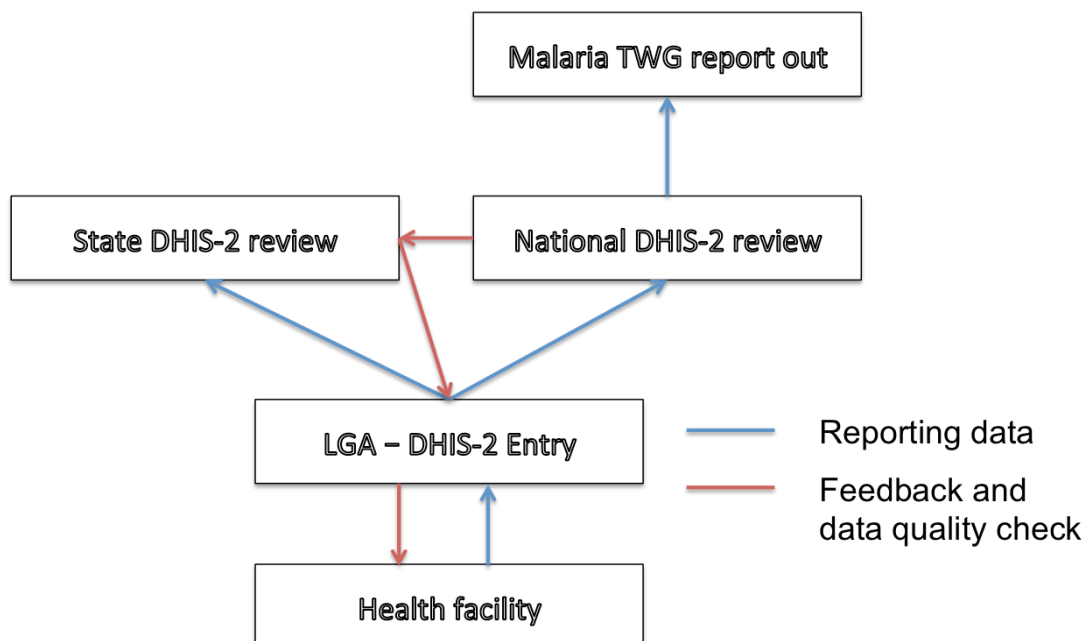 Malaria TWG report out
State DHIS-2 review
National DHIS-2 review
LGA – DHIS-2 Entry
Health facility
Reporting data
Feedback and
data quality check